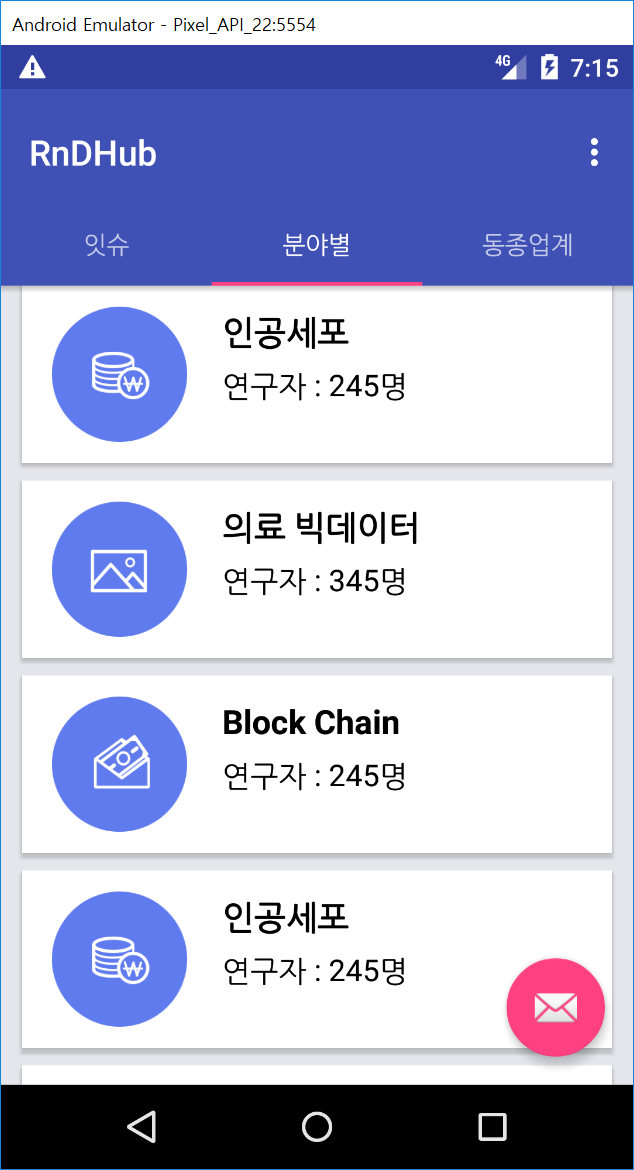 Android Emulator - Pixel_API_22:5554
4G 7:15
RnDHub
잇슈 분야별 동종업계
인공세포
연구자 : 245명
의료 빅데이터
연구자 : 345명
Block Chain
연구자 : 245명
인공세포
연구자 : 245명